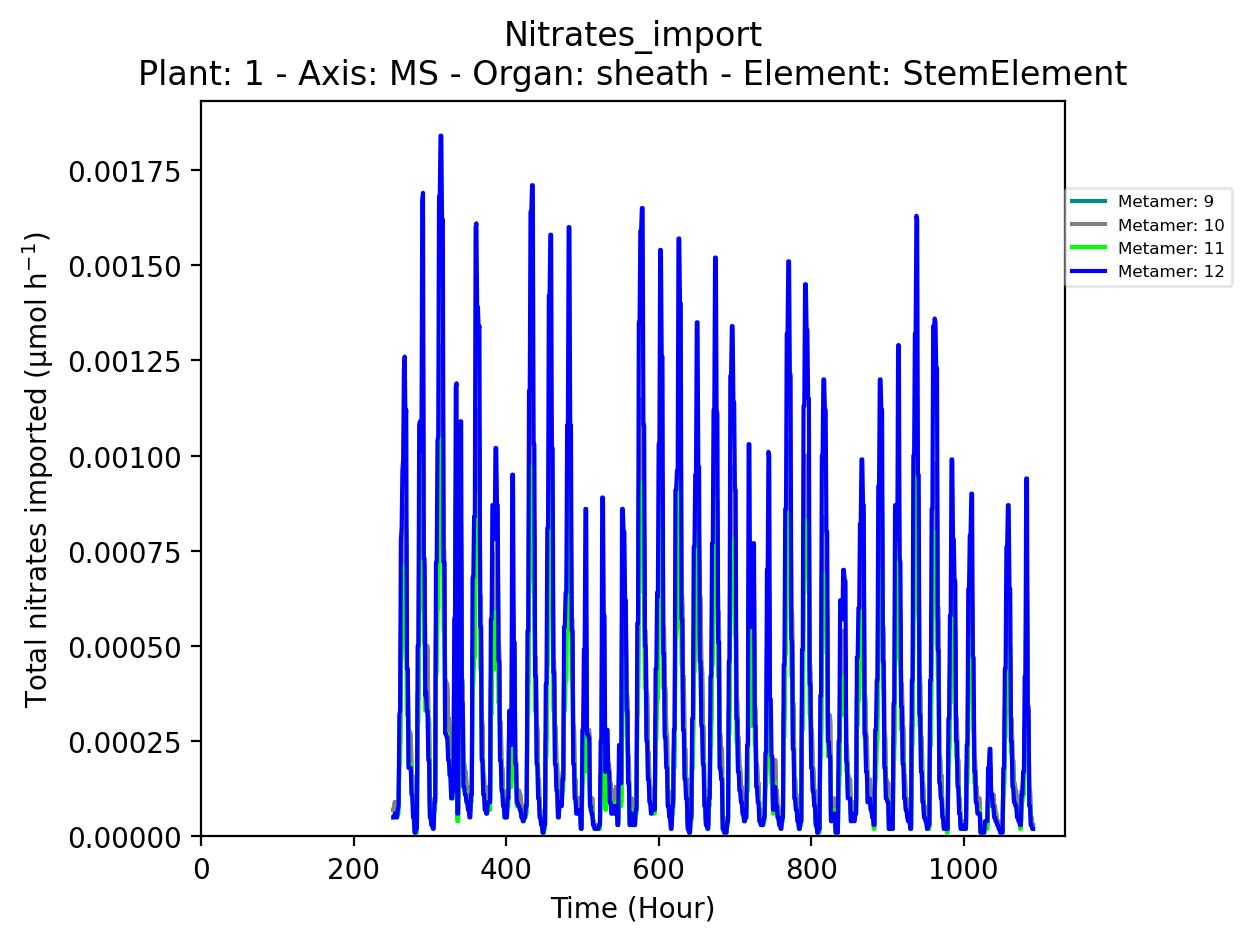 Nitrates_import
Plant: 1 - Axis: MS - Organ: sheath - Element: StemElement
Total nitrates imported (µmol h⁻¹)
0.00175
0.00150
0.00125
0.00100
0.00075
0.00050
0.00025
0.00000
0 200 400 600 800 1000
Time (Hour)
Metamer: 9
Metamer: 10
Metamer: 11
Metamer: 12